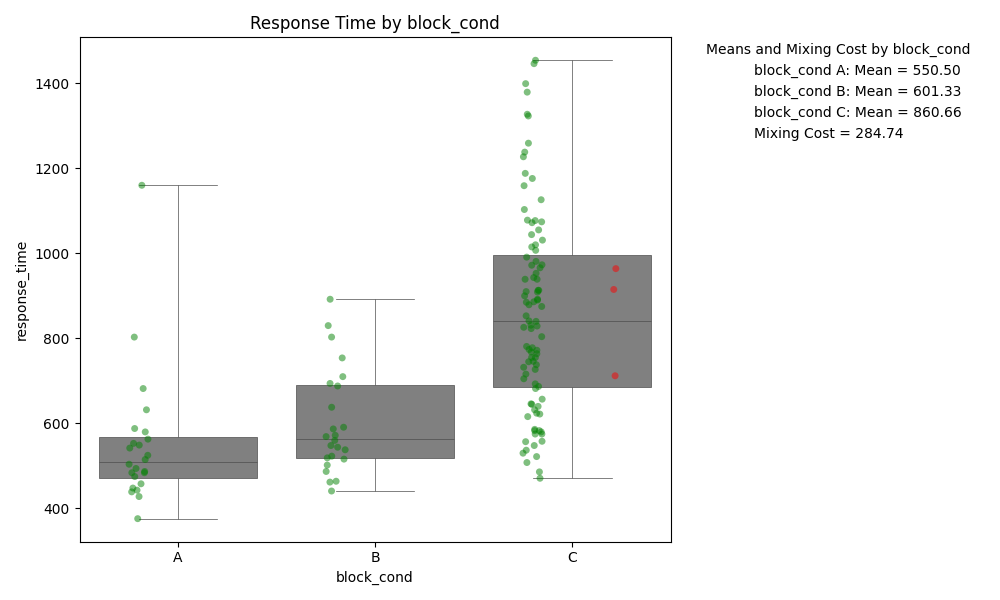 Response Time by block_cond
Means and Mixing Cost by block_cond
block_cond A: Mean = 550.50
block_cond B: Mean = 601.33
block_cond C: Mean = 860.66
Mixing Cost = 284.74
response_time
1400
1200
1000
800
600
400
A B C
block_cond